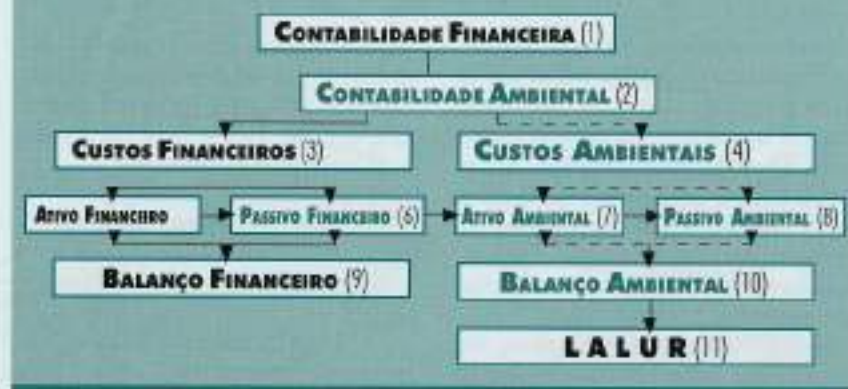 CONTABILIDADE FINANCEIRA (1)
CONTABILIDADE AMBIENTAL (2)
CUSTOS FINANCEIROS (3) CUSTOS AMBIENTAIS (4)
ATIVO FINANCEIRO PASSIVO FINANCEIRO (6) ATIVO AMBIENTAL (7) PASSIVO AMBIENTAL (8)
BALANÇO FINANCEIRO (9) BALANÇO AMBIENTAL (10)
LALUR (11)